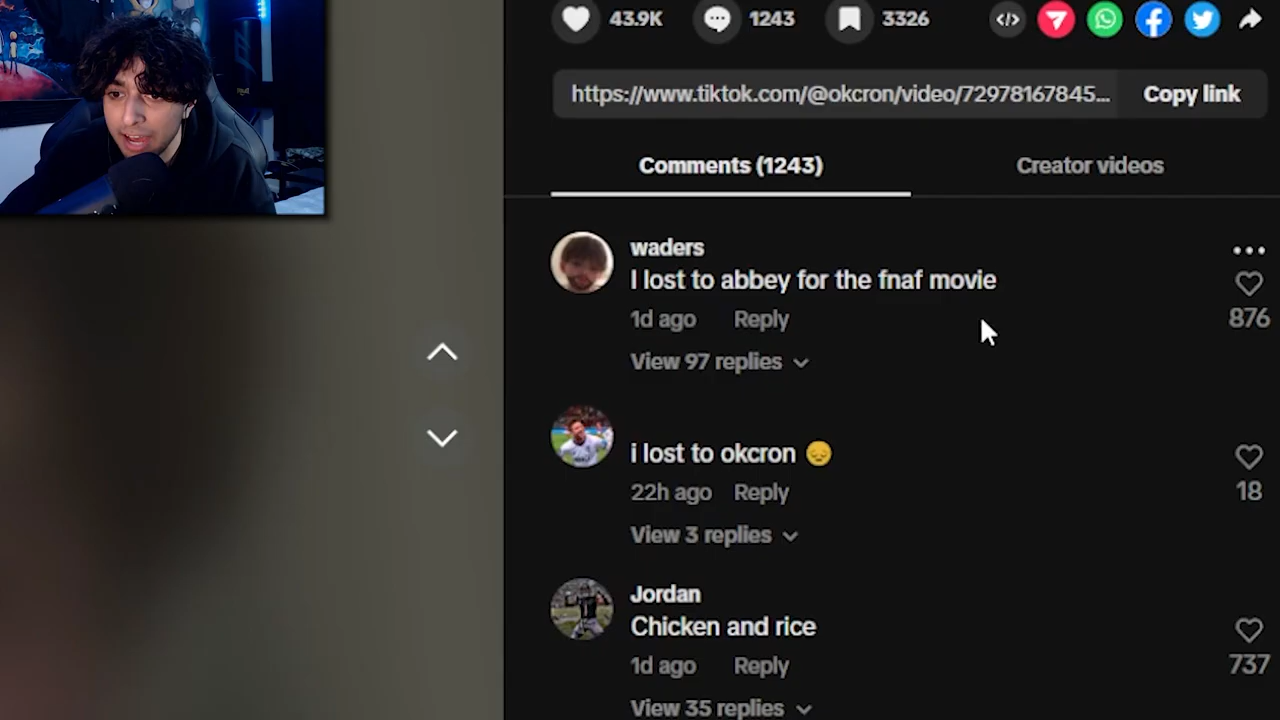 43.9K 1243 3326
https://www.tiktok.com/@okcron/video/72978167845... Copy link
Comments (1243) Creator videos
waders
I lost to abbey for the fnaf movie
1d ago Reply 876
View 97 replies
i lost to okcron 😔
22h ago Reply 18
View 3 replies
Jordan
Chicken and rice
1d ago Reply 737
View 35 replies